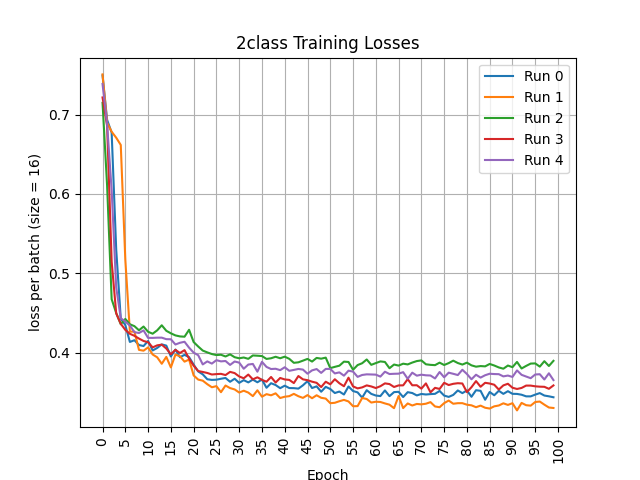 2class Training Losses
Run 0
Run 1
Run 2
Run 3
Run 4
loss per batch (size = 16)
0.7
0.6
0.5
0.4
0 5 10 15 20 25 30 35 40 45 50 55 60 65 70 75 80 85 90 95 100
Epoch